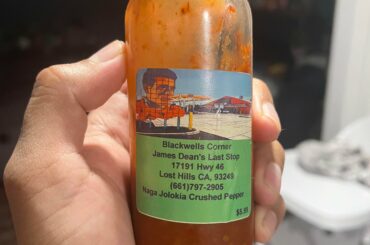 Blackwells Corner
James Dean's Last Stop
17191 Hwy 46
Lost Hills CA, 93249
(661)797-2905
Naga Jolokia Crushed Pepper
$5.99